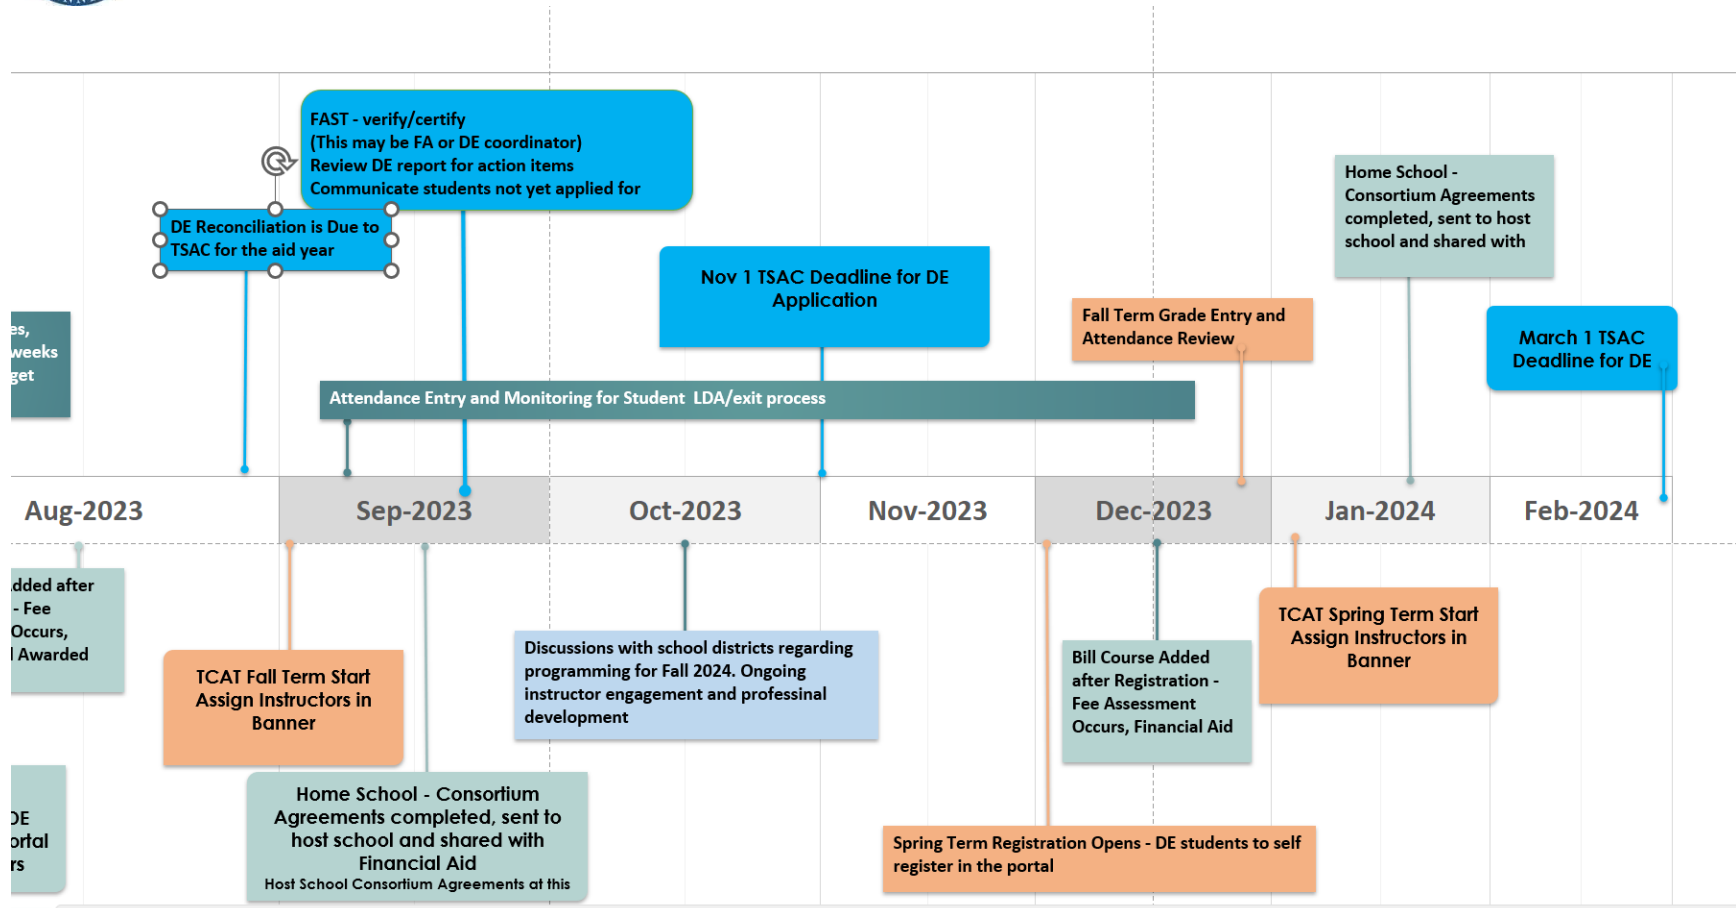 FAST - verify/certify
(This may be FA or DE coordinator)
Review DE report for action items
Communicate students not yet applied for
DE Reconciliation is Due to
TSAC for the aid year
Home School -
Consortium Agreements
completed, sent to host
school and shared with
Nov 1 TSAC Deadline for DE
Application
Fall Term Grade Entry and
Attendance Review
March 1 TSAC
Deadline for DE
es,
weeks
get
Attendance Entry and Monitoring for Student LDA/exit process
Aug-2023
Sep-2023
Oct-2023
Nov-2023
Dec-2023
Jan-2024
Feb-2024
dded after
- Fee
Occurs,
Awarded
TCAT Fall Term Start
Assign Instructors in
Banner
Discussions with school districts regarding
programming for Fall 2024. Ongoing
instructor engagement and professinal
development
Bill Course Added
after Registration -
Fee Assessment
Occurs, Financial Aid
TCAT Spring Term Start
Assign Instructors in
Banner
DE
ortal
rs
Home School - Consortium
Agreements completed, sent to
host school and shared with
Financial Aid
Host School Consortium Agreements at this
Spring Term Registration Opens - DE students to self
register in the portal